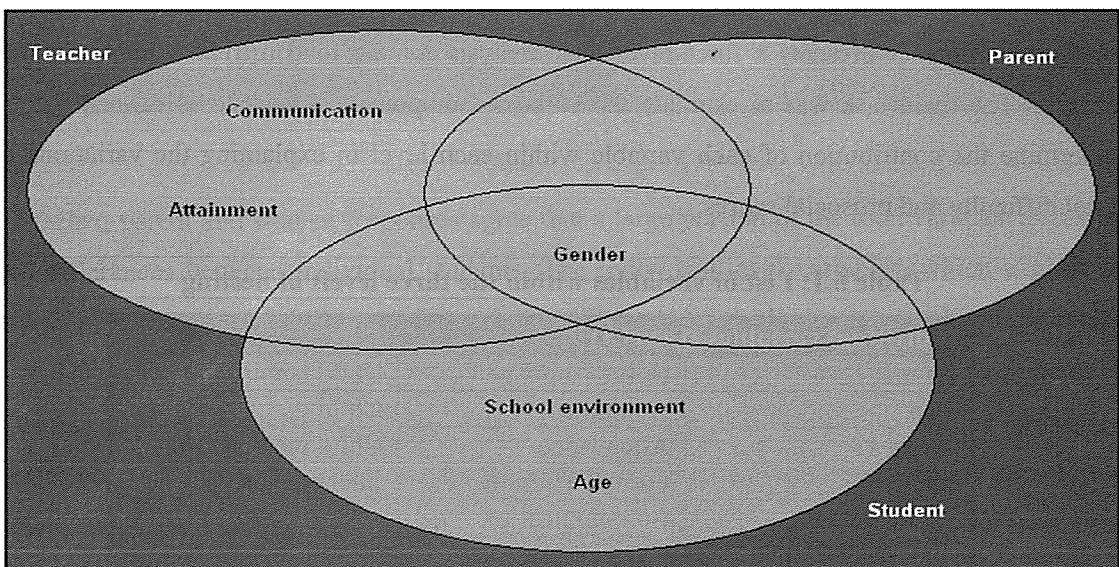 Teacher
Parent
Communication
Attainment
Gender
School environment
Age
Student